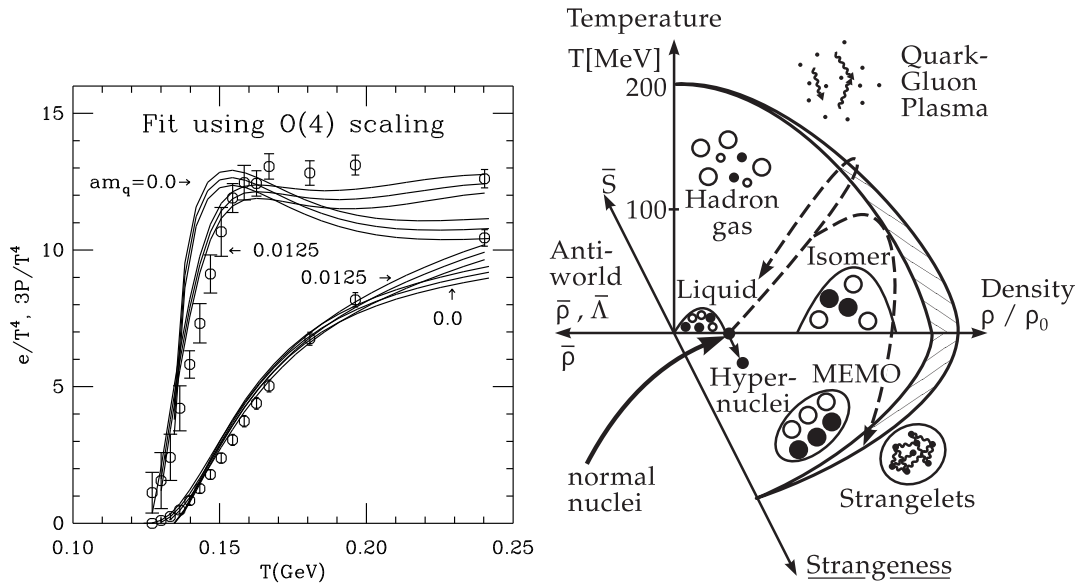 Fit using O(4) scaling
15
10
5
0
e/T⁴, 3P/T⁴
am_q=0.0→
← 0.0125
0.0125 →
↑
0.0
0.10
0.15
0.20
0.25
T(GeV)
Temperature
T[MeV]
200
100
Quark-
Gluon
Plasma
S̅
Hadron
gas
Anti-
world
ρ̅ , Λ̅
ρ̅
Isomer
Liquid
Density
ρ / ρ₀
Hyper-
nuclei
MEMO
normal
nuclei
Strangelets
Strangeness